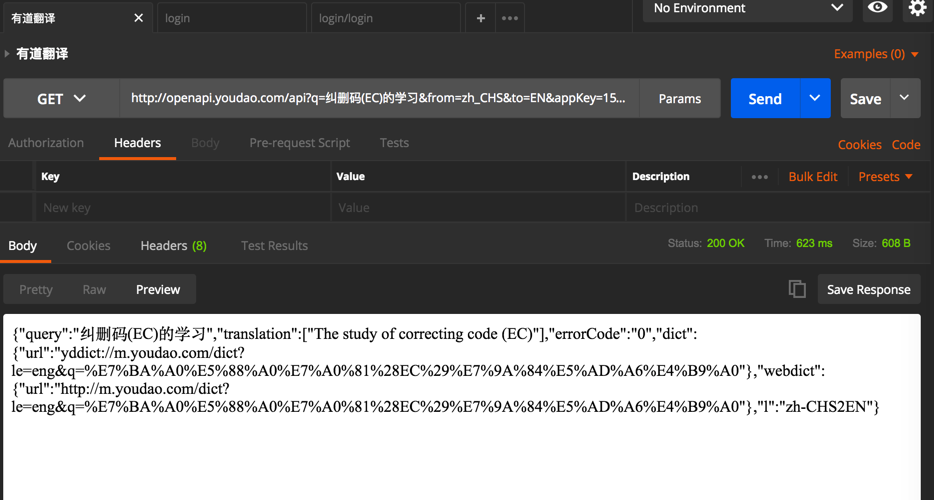 有道翻译
login
login/login
No Environment
有道翻译
Examples (0)
GET
http://openapi.youdao.com/api?q=纠删码(EC)的学习&from=zh_CHS&to=EN&appKey=15...
Params
Send
Save
Authorization
Headers
Body
Pre-request Script
Tests
Cookies
Code
Key
Value
Description
Bulk Edit
Presets
New key
Value
Description
Body
Cookies
Headers (8)
Test Results
Status: 200 OK
Time: 623 ms
Size: 608 B
Pretty
Raw
Preview
Save Response
{"query":"纠删码(EC)的学习","translation":["The study of correcting code (EC)"],"errorCode":"0","dict":
{"url":"yddict://m.youdao.com/dict?
le=eng&q=%E7%BA%A0%E5%88%A0%E7%A0%81%28EC%29%E7%9A%84%E5%AD%A6%E4%B9%A0"},"webdict":
{"url":"http://m.youdao.com/dict?
le=eng&q=%E7%BA%A0%E5%88%A0%E7%A0%81%28EC%29%E7%9A%84%E5%AD%A6%E4%B9%A0"},"l":"zh-CHS2EN"}